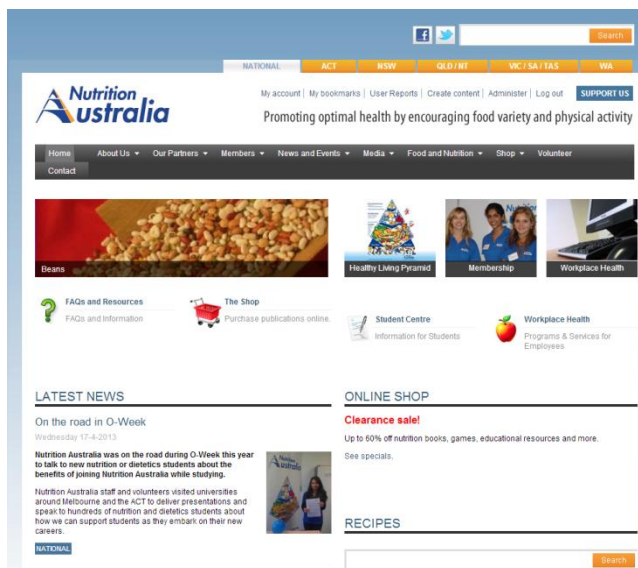 Search
NATIONAL ACT NSW QLD / NT VIC / SA / TAS WA
Nutrition
Australia
My account | My bookmarks | User Reports | Create content | Administer | Log out SUPPORT US
Promoting optimal health by encouraging food variety and physical activity
Home About Us Our Partners Members News and Events Media Food and Nutrition Shop Volunteer
Contact
Beans Healthy Living Pyramid Membership Workplace Health
FAQs and Resources
FAQs and Information
The Shop
Purchase publications online.
Student Centre
Information for Students
Workplace Health
Programs & Services for
Employees
LATEST NEWS
On the road in O-Week
Wednesday 17-4-2013
Nutrition Australia was on the road during O-Week this year
to talk to new nutrition or dietetics students about the
benefits of joining Nutrition Australia while studying.
Nutrition Australia staff and volunteers visited universities
around Melbourne and the ACT to deliver presentations and
speak to hundreds of nutrition and dietetics students about
how we can support students as they embark on their new
careers.
NATIONAL
ONLINE SHOP
Clearance sale!
Up to 60% off nutrition books, games, educational resources and more.
See specials.
RECIPES
Search